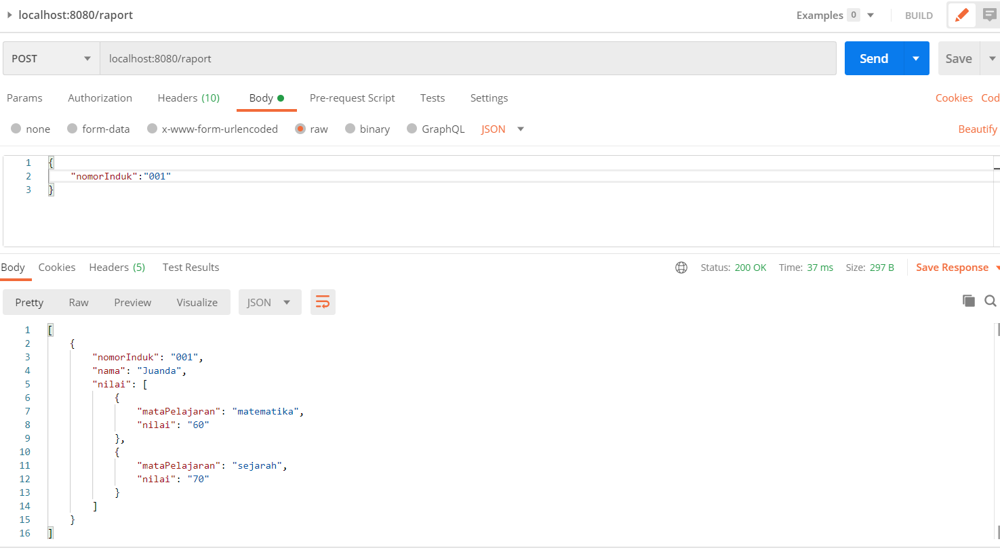 localhost:8080/raport Examples 0 BUILD
POST localhost:8080/raport Send Save
Params Authorization Headers (10) Body Pre-request Script Tests Settings Cookies Cod
none form-data x-www-form-urlencoded raw binary GraphQL JSON Beautify
1 {
2 "nomorInduk":"001"
3 }
Body Cookies Headers (5) Test Results Status: 200 OK Time: 37 ms Size: 297 B Save Response
Pretty Raw Preview Visualize JSON
1 [
2 {
3 "nomorInduk": "001",
4 "nama": "Juanda",
5 "nilai": [
6 {
7 "mataPelajaran": "matematika",
8 "nilai": "60"
9 },
10 {
11 "mataPelajaran": "sejarah",
12 "nilai": "70"
13 }
14 ]
15 }
16 ]